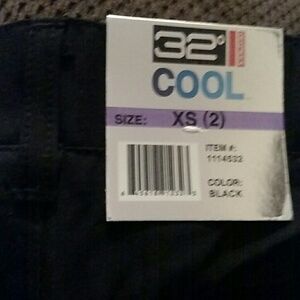 32°
COOL
SIZE: XS (2)
ITEM #:
1114532
COLOR:
BLACK